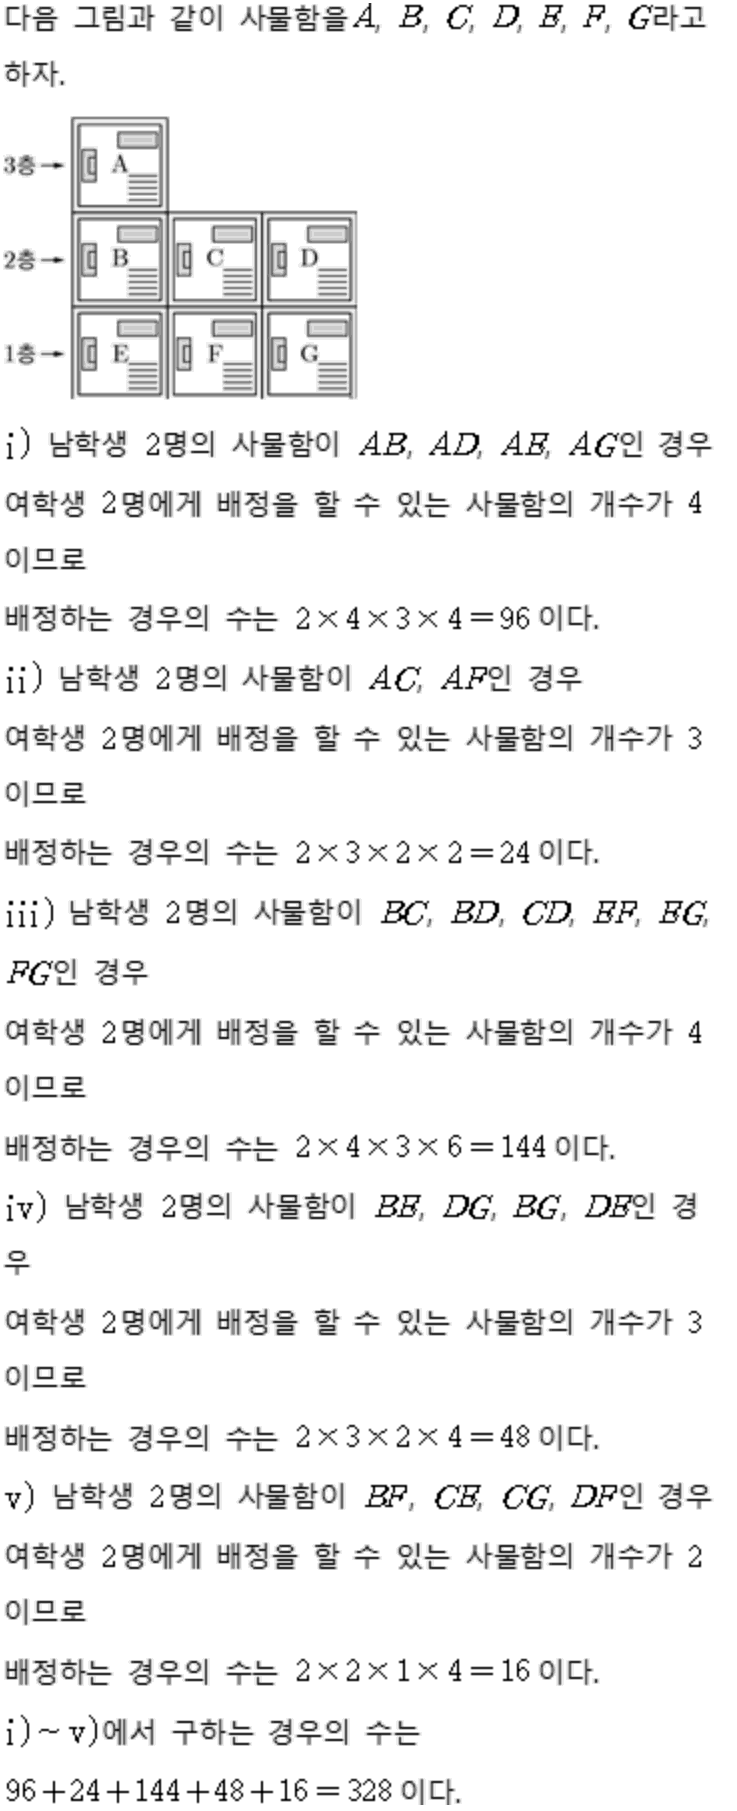 다음 그림과 같이 사물함을 A, B, C, D, E, F, G라고
하자.
3층→ A
2층→ B C D
1층→ E F G
i) 남학생 2명의 사물함이 AB, AD, AE, AG인 경우
여학생 2명에게 배정을 할 수 있는 사물함의 개수가 4
이므로
배정하는 경우의 수는 2×4×3×4=96이다.
ii) 남학생 2명의 사물함이 AC, AF인 경우
여학생 2명에게 배정을 할 수 있는 사물함의 개수가 3
이므로
배정하는 경우의 수는 2×3×2×2=24이다.
iii) 남학생 2명의 사물함이 BC, BD, CD, EF, EG,
FG인 경우
여학생 2명에게 배정을 할 수 있는 사물함의 개수가 4
이므로
배정하는 경우의 수는 2×4×3×6=144이다.
iv) 남학생 2명의 사물함이 BE, DG, BG, DE인 경
우
여학생 2명에게 배정을 할 수 있는 사물함의 개수가 3
이므로
배정하는 경우의 수는 2×3×2×4=48이다.
v) 남학생 2명의 사물함이 BF, CE, CG, DF인 경우
여학생 2명에게 배정을 할 수 있는 사물함의 개수가 2
이므로
배정하는 경우의 수는 2×2×1×4=16이다.
i)~v)에서 구하는 경우의 수는
96+24+144+48+16=328이다.